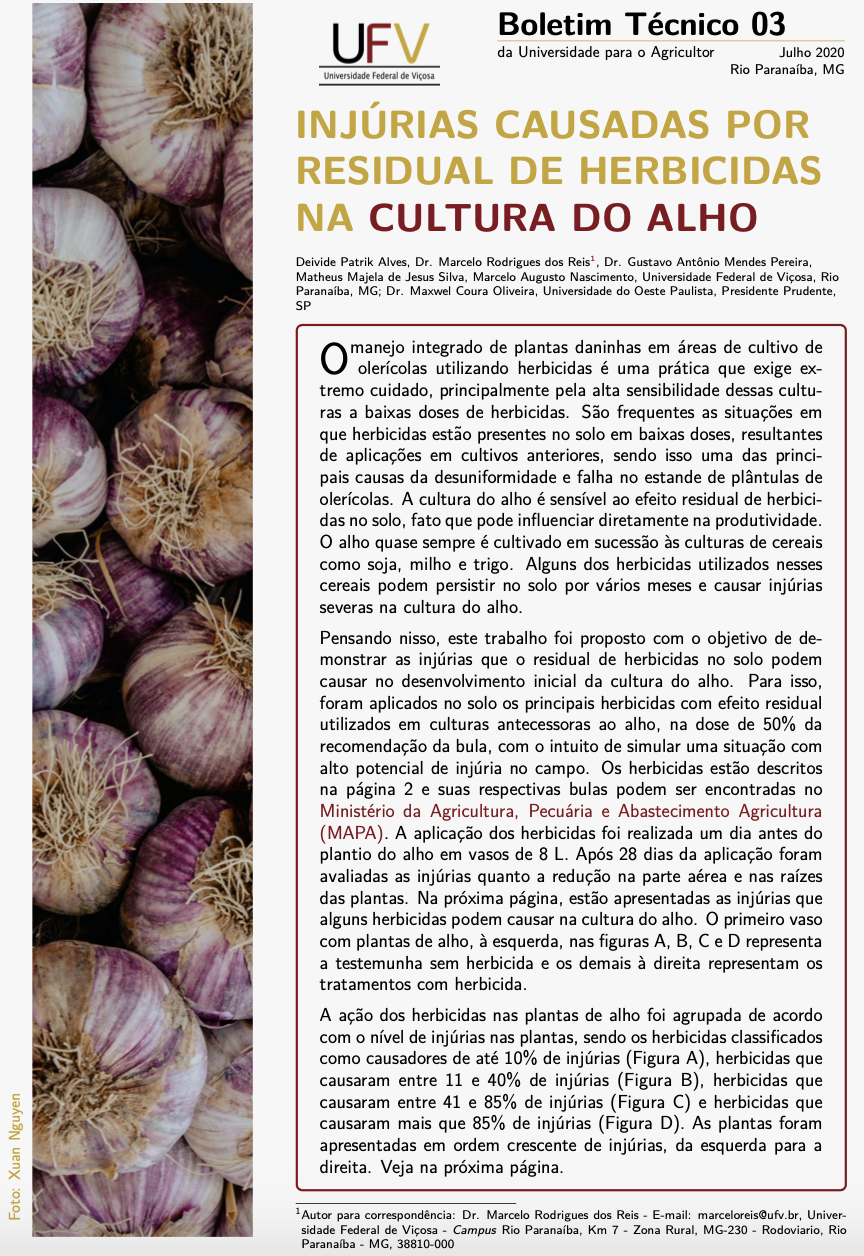 UFV
Universidade Federal de Viçosa
Boletim Técnico 03
da Universidade para o Agricultor
Julho 2020
Rio Paranaíba, MG
INJÚRIAS CAUSADAS POR
RESIDUAL DE HERBICIDAS
NA CULTURA DO ALHO
Deivide Patrik Alves, Dr. Marcelo Rodrigues dos Reis¹, Dr. Gustavo Antônio Mendes Pereira,
Matheus Majela de Jesus Silva, Marcelo Augusto Nascimento, Universidade Federal de Viçosa, Rio
Paranaíba, MG; Dr. Maxwel Coura Oliveira, Universidade do Oeste Paulista, Presidente Prudente,
SP
O manejo integrado de plantas daninhas em áreas de cultivo de
olerícolas utilizando herbicidas é uma prática que exige ex-
tremo cuidado, principalmente pela alta sensibilidade dessas cultu-
ras a baixas doses de herbicidas. São frequentes as situações em
que herbicidas estão presentes no solo em baixas doses, resultantes
de aplicações em cultivos anteriores, sendo isso uma das princi-
pais causas da desuniformidade e falha no estande de plântulas de
olerícolas. A cultura do alho é sensível ao efeito residual de herbici-
das no solo, fato que pode influenciar diretamente na produtividade.
O alho quase sempre é cultivado em sucessão às culturas de cereais
como soja, milho e trigo. Alguns dos herbicidas utilizados nesses
cereais podem persistir no solo por vários meses e causar injúrias
severas na cultura do alho.
Pensando nisso, este trabalho foi proposto com o objetivo de de-
monstrar as injúrias que o residual de herbicidas no solo podem
causar no desenvolvimento inicial da cultura do alho. Para isso,
foram aplicados no solo os principais herbicidas com efeito residual
utilizados em culturas antecessoras ao alho, na dose de 50% da
recomendação da bula, com o intuito de simular uma situação com
alto potencial de injúria no campo. Os herbicidas estão descritos
na página 2 e suas respectivas bulas podem ser encontradas no
Ministério da Agricultura, Pecuária e Abastecimento Agricultura
(MAPA). A aplicação dos herbicidas foi realizada um dia antes do
plantio do alho em vasos de 8 L. Após 28 dias da aplicação foram
avaliadas as injúrias quanto a redução na parte aérea e nas raízes
das plantas. Na próxima página, estão apresentadas as injúrias que
alguns herbicidas podem causar na cultura do alho. O primeiro vaso
com plantas de alho, à esquerda, nas figuras A, B, C e D representa
a testemunha sem herbicida e os demais à direita representam os
tratamentos com herbicida.
A ação dos herbicidas nas plantas de alho foi agrupada de acordo
com o nível de injúrias nas plantas, sendo os herbicidas classificados
como causadores de até 10% de injúrias (Figura A), herbicidas que
causaram entre 11 e 40% de injúrias (Figura B), herbicidas que
causaram entre 41 e 85% de injúrias (Figura C) e herbicidas que
causaram mais que 85% de injúrias (Figura D). As plantas foram
apresentadas em ordem crescente de injúrias, da esquerda para a
direita. Veja na próxima página.
Foto: Xuan Nguyen
¹Autor para correspondência: Dr. Marcelo Rodrigues dos Reis - E-mail: marceloreis@ufv.br, Univer-
sidade Federal de Viçosa - Campus Rio Paranaíba, Km 7 - Zona Rural, MG-230 - Rodoviario, Rio
Paranaíba - MG, 38810-000